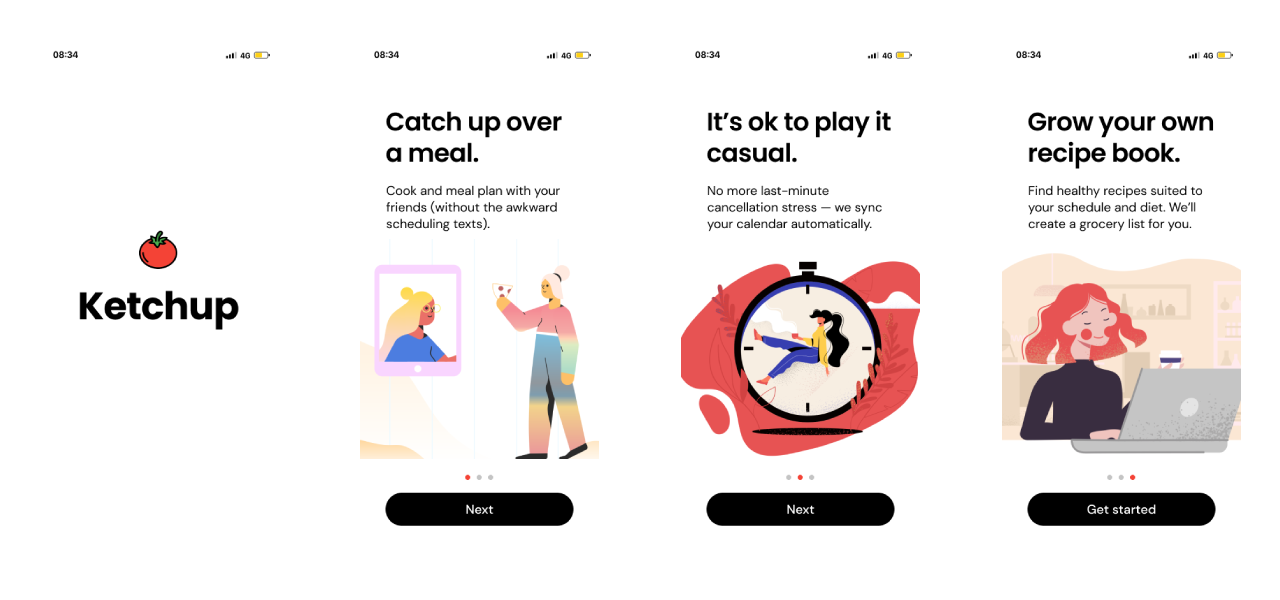 08:34
4G
Ketchup
08:34
4G
Catch up over
a meal.
Cook and meal plan with your
friends (without the awkward
scheduling texts).
Next
08:34
4G
It’s ok to play it
casual.
No more last-minute
cancellation stress — we sync
your calendar automatically.
Next
08:34
4G
Grow your own
recipe book.
Find healthy recipes suited to
your schedule and diet. We’ll
create a grocery list for you.
Get started